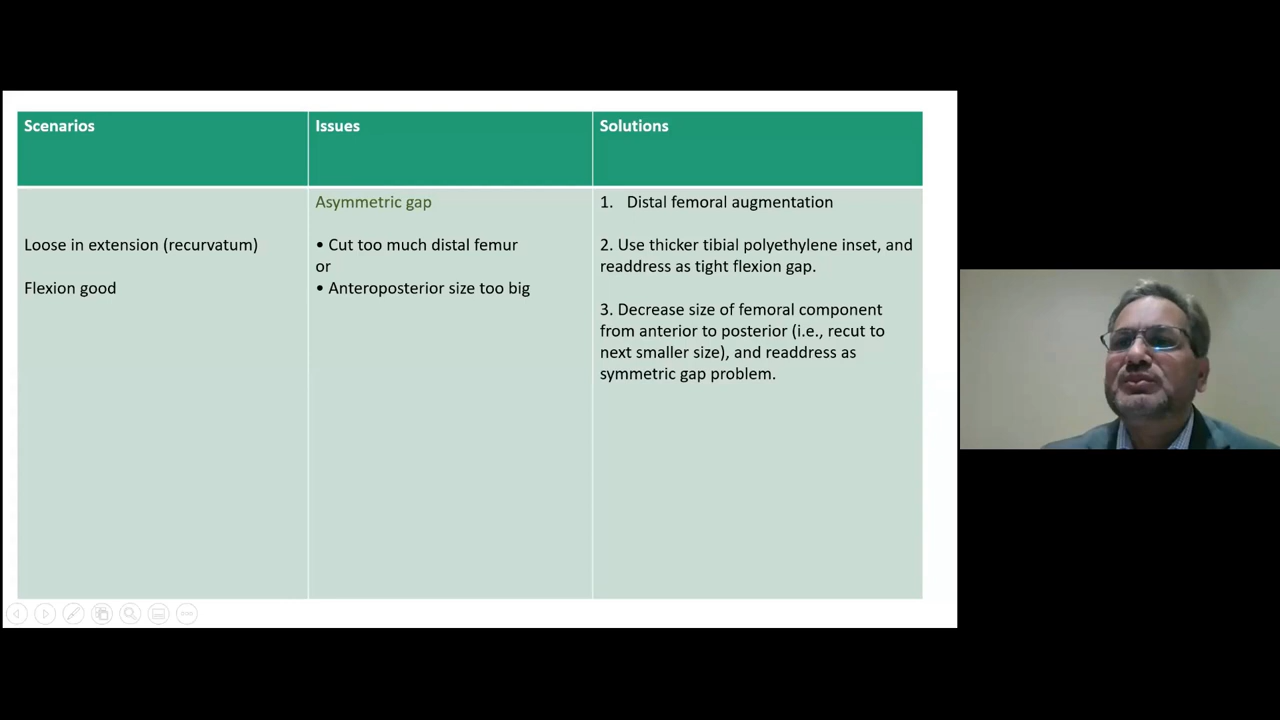 Scenarios
Issues
Solutions
Loose in extension (recurvatum)
Flexion good
Asymmetric gap
• Cut too much distal femur
or
• Anteroposterior size too big
1. Distal femoral augmentation
2. Use thicker tibial polyethylene inset, and
readdress as tight flexion gap.
3. Decrease size of femoral component
from anterior to posterior (i.e., recut to
next smaller size), and readdress as
symmetric gap problem.